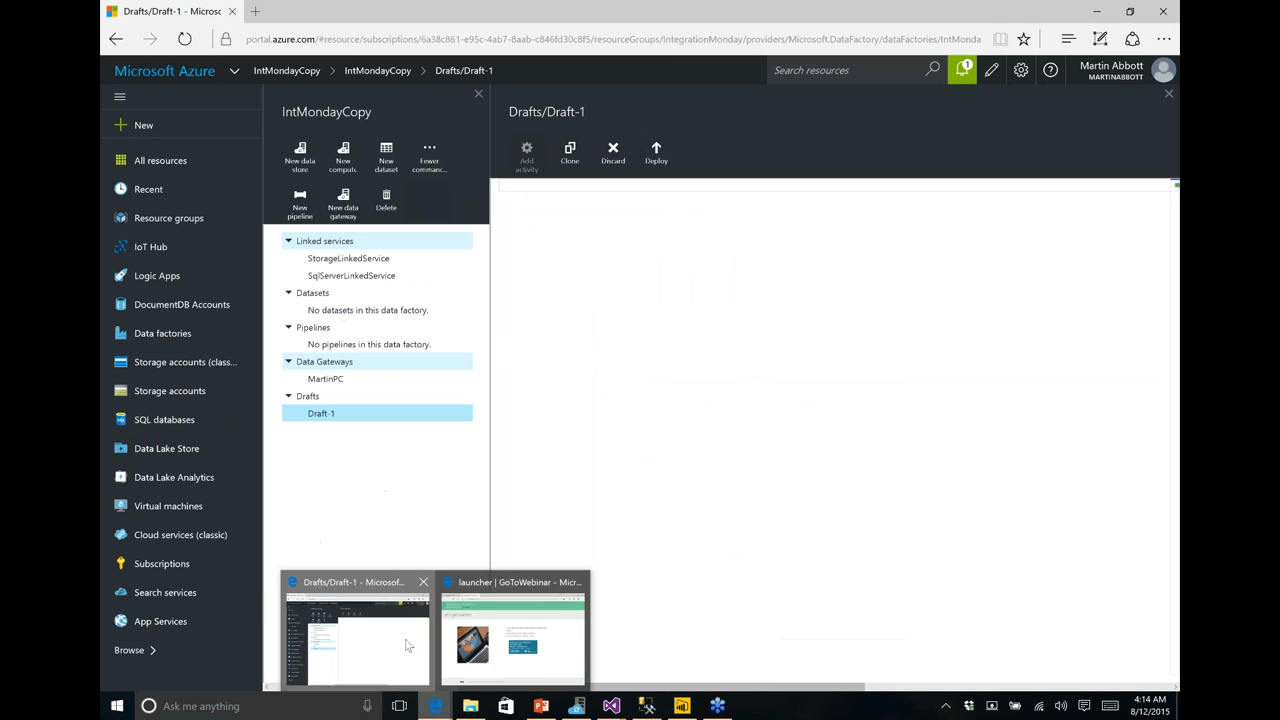 Drafts/Draft-1 - Microsoft Azure
portal.azure.com/#resource/subscriptions/6a38c861-e95c-4ab7-8aab-c846fd30c8f5/resourceGroups/IntegrationMonday/providers/Microsoft.DataFactory/dataFactories/IntMonda
Microsoft Azure
IntMondayCopy
IntMondayCopy
Drafts/Draft-1
Search resources
1
Martin Abbott
MARTINABBOTT
New
All resources
Recent
Resource groups
IoT Hub
Logic Apps
DocumentDB Accounts
Data factories
Storage accounts (class...
Storage accounts
SQL databases
Data Lake Store
Data Lake Analytics
Virtual machines
Cloud services (classic)
Subscriptions
Search services
App Services
Browse
IntMondayCopy
New data store
New comput.
New dataset
Fewer commanc...
New pipeline
New data gateway
Delete
Linked services
StorageLinkedService
SqlServerLinkedService
Datasets
No datasets in this data factory.
Pipelines
No pipelines in this data factory.
Data Gateways
MartinPC
Drafts
Draft-1
Drafts/Draft-1
Add activity
Clone
Discard
Deploy
Drafts/Draft-1 - Microsof...
launcher | GoToWebinar - Micr...
Ask me anything
4:14 AM
8/12/2015